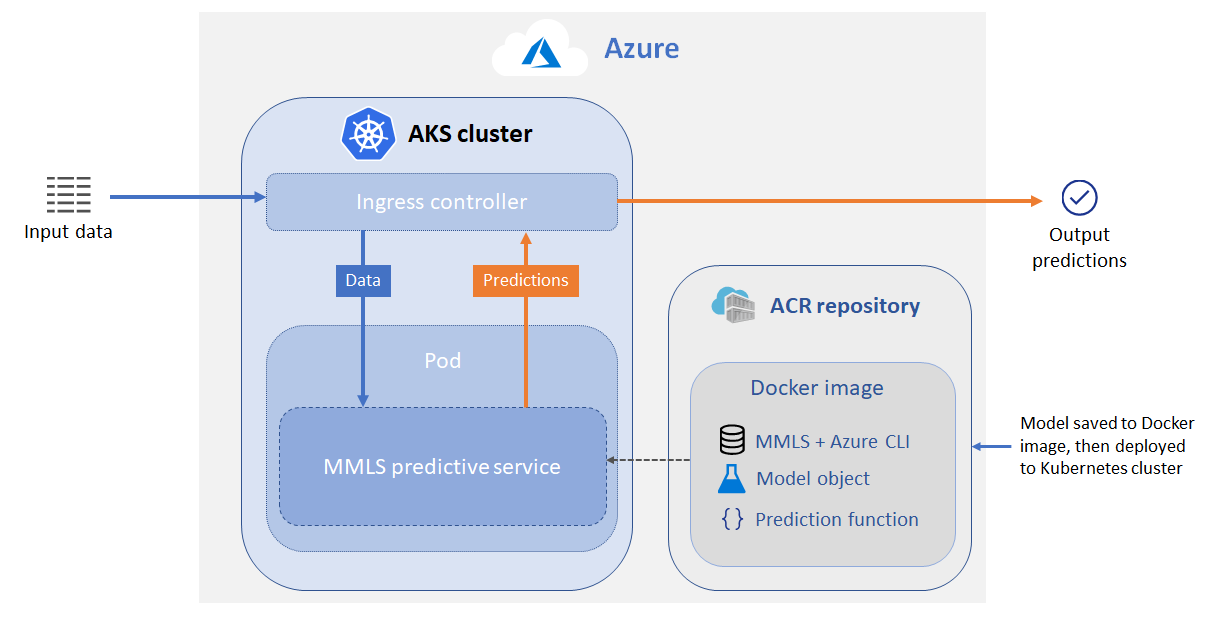 Azure
AKS cluster
Ingress controller
Input data
Output
predictions
Data
Predictions
ACR repository
Pod
Docker image
MMLS + Azure CLI
Model object
{ } Prediction function
MMLS predictive service
Model saved to Docker
image, then deployed
to Kubernetes cluster